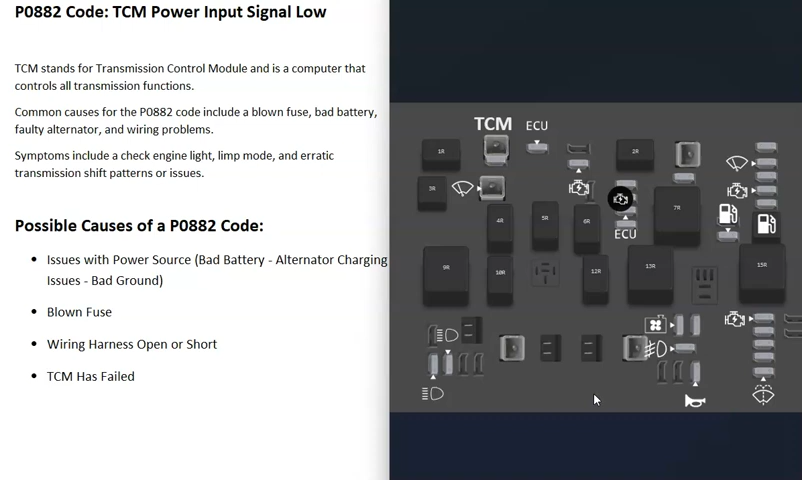 P0882 Code: TCM Power Input Signal Low
TCM stands for Transmission Control Module and is a computer that
controls all transmission functions.
Common causes for the P0882 code include a blown fuse, bad battery,
faulty alternator, and wiring problems.
Symptoms include a check engine light, limp mode, and erratic
transmission shift patterns or issues.
Possible Causes of a P0882 Code:
Issues with Power Source (Bad Battery - Alternator Charging
Issues - Bad Ground)
Blown Fuse
Wiring Harness Open or Short
TCM Has Failed
TCM ECU
1R 2R
3R
4R 5R 6R 7R
ECU
9R 10R 12R 13R 15R